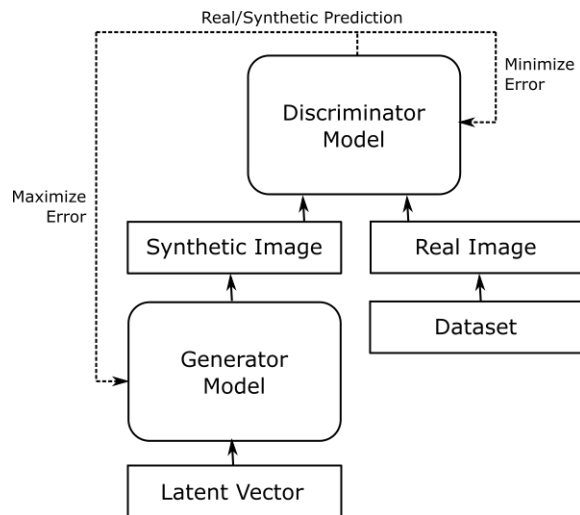 Real/Synthetic Prediction
Minimize
Error
Discriminator
Model
Maximize
Error
Synthetic Image
Real Image
Dataset
Generator
Model
Latent Vector